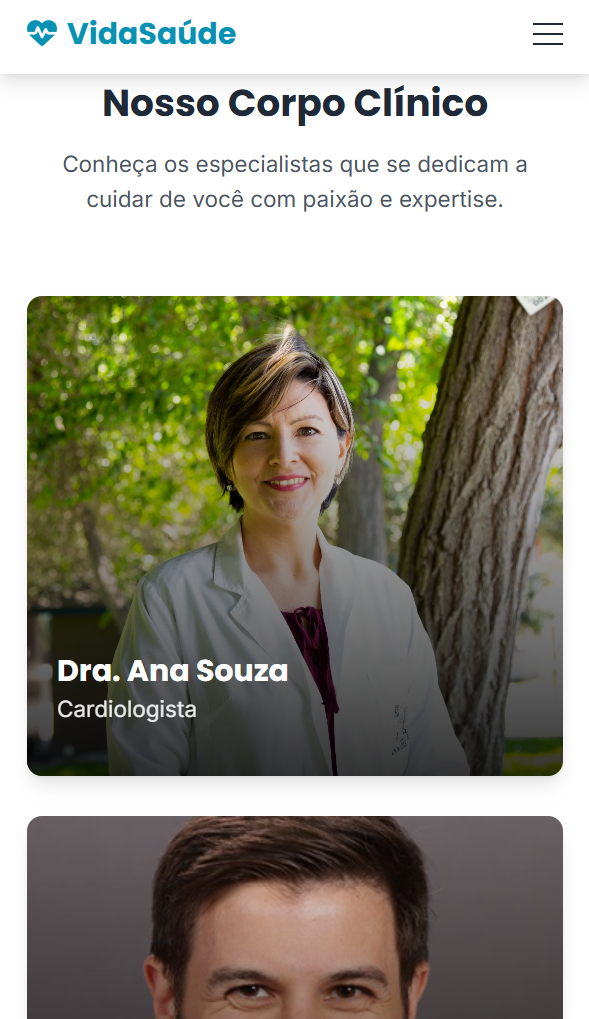 VidaSaúde
Nosso Corpo Clínico
Conheça os especialistas que se dedicam a
cuidar de você com paixão e expertise.
Dra. Ana Souza
Cardiologista